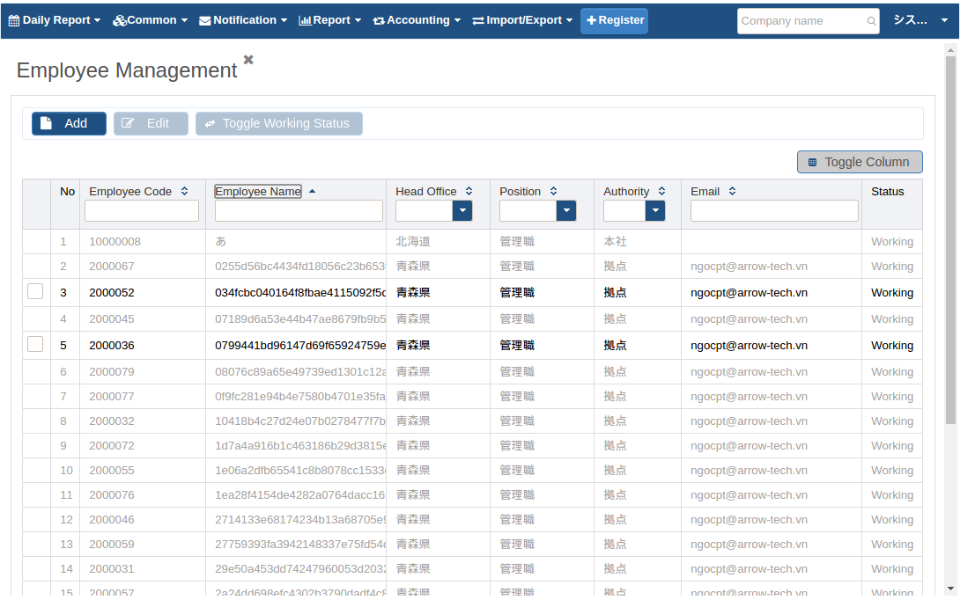 Daily Report Common Notification Report Accounting Import/Export Register Company name シス...
Employee Management
Add Edit Toggle Working Status
Toggle Column
No Employee Code Employee Name Head Office Position Authority Email Status
1 10000008 あ 北海道 管理職 本社 Working
2 2000067 0255d56bc4434fd18056c23b653 青森県 管理職 拠点 ngocpt@arrow-tech.vn Working
3 2000052 034fcbc040164f8fbae4115092f5c 青森県 管理職 拠点 ngocpt@arrow-tech.vn Working
4 2000045 07189d6a53e44b47ae8679fb9b5 青森県 管理職 拠点 ngocpt@arrow-tech.vn Working
5 2000036 0799441bd96147d69f65924759e 青森県 管理職 拠点 ngocpt@arrow-tech.vn Working
6 2000079 08076c89a65e49739ed1301c12a 青森県 管理職 拠点 ngocpt@arrow-tech.vn Working
7 2000077 0f9fc281e94b4e7580b4701e35fa 青森県 管理職 拠点 ngocpt@arrow-tech.vn Working
8 2000032 10418b4c27d24e07b0278477f7b 青森県 管理職 拠点 ngocpt@arrow-tech.vn Working
9 2000072 1d7a4a916b1c463186b29d3815e 青森県 管理職 拠点 ngocpt@arrow-tech.vn Working
10 2000055 1e06a2dfb65541c8b8078cc1533 青森県 管理職 拠点 ngocpt@arrow-tech.vn Working
11 2000076 1ea28f4154de4282a0764dacc16 青森県 管理職 拠点 ngocpt@arrow-tech.vn Working
12 2000046 2714133e68174234b13a68705e9 青森県 管理職 拠点 ngocpt@arrow-tech.vn Working
13 2000059 27759393fa3942148337e75fd54c 青森県 管理職 拠点 ngocpt@arrow-tech.vn Working
14 2000031 29e50a453dd74247960053d2032 青森県 管理職 拠点 ngocpt@arrow-tech.vn Working
15 2000057 2a24dd698efc4302b3790dadf4c8 青森県 管理職 拠点 ngocpt@arrow-tech.vn Working